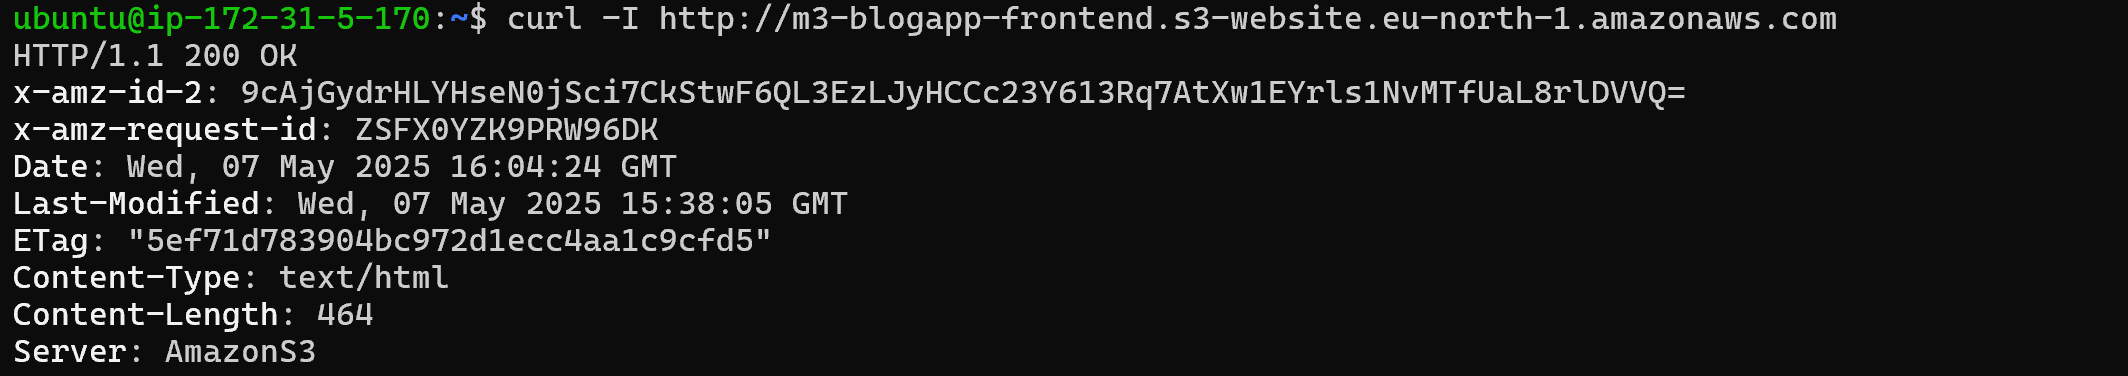 ubuntu@ip-172-31-5-170:~$ curl -I http://m3-blogapp-frontend.s3-website.eu-north-1.amazonaws.com
HTTP/1.1 200 OK
x-amz-id-2: 9cAjGydrHLYHseN0jSci7CkStwF6QL3EzLJyHCCc23Y613Rq7AtXw1EYrls1NvMTfUaL8rlDVVQ=
x-amz-request-id: ZSFX0YZK9PRW96DK
Date: Wed, 07 May 2025 16:04:24 GMT
Last-Modified: Wed, 07 May 2025 15:38:05 GMT
ETag: "5ef71d783904bc972d1ecc4aa1c9cfd5"
Content-Type: text/html
Content-Length: 464
Server: AmazonS3